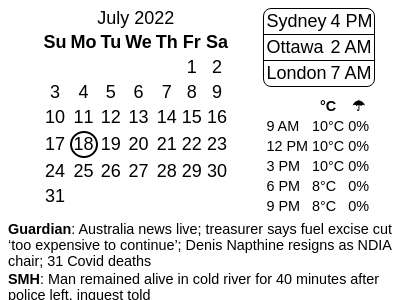 July 2022
Su Mo Tu We Th Fr Sa
1 2
3 4 5 6 7 8 9
10 11 12 13 14 15 16
17 18 19 20 21 22 23
24 25 26 27 28 29 30
31
Sydney 4 PM
Ottawa 2 AM
London 7 AM
°C ☂
9 AM 10°C 0%
12 PM 10°C 0%
3 PM 10°C 0%
6 PM 8°C 0%
9 PM 8°C 0%
Guardian: Australia news live; treasurer says fuel excise cut
‘too expensive to continue’; Denis Napthine resigns as NDIA
chair; 31 Covid deaths
SMH: Man remained alive in cold river for 40 minutes after
police left, inquest told